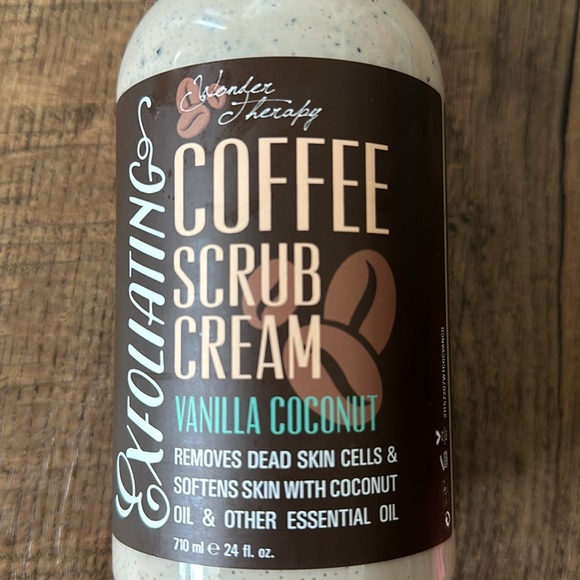 Wonder
Therapy
EXFOLIATING
COFFEE
SCRUB
CREAM
VANILLA COCONUT
REMOVES DEAD SKIN CELLS &
SOFTENS SKIN WITH COCONUT
OIL & OTHER ESSENTIAL OIL
710 ml e 24 fl. oz.